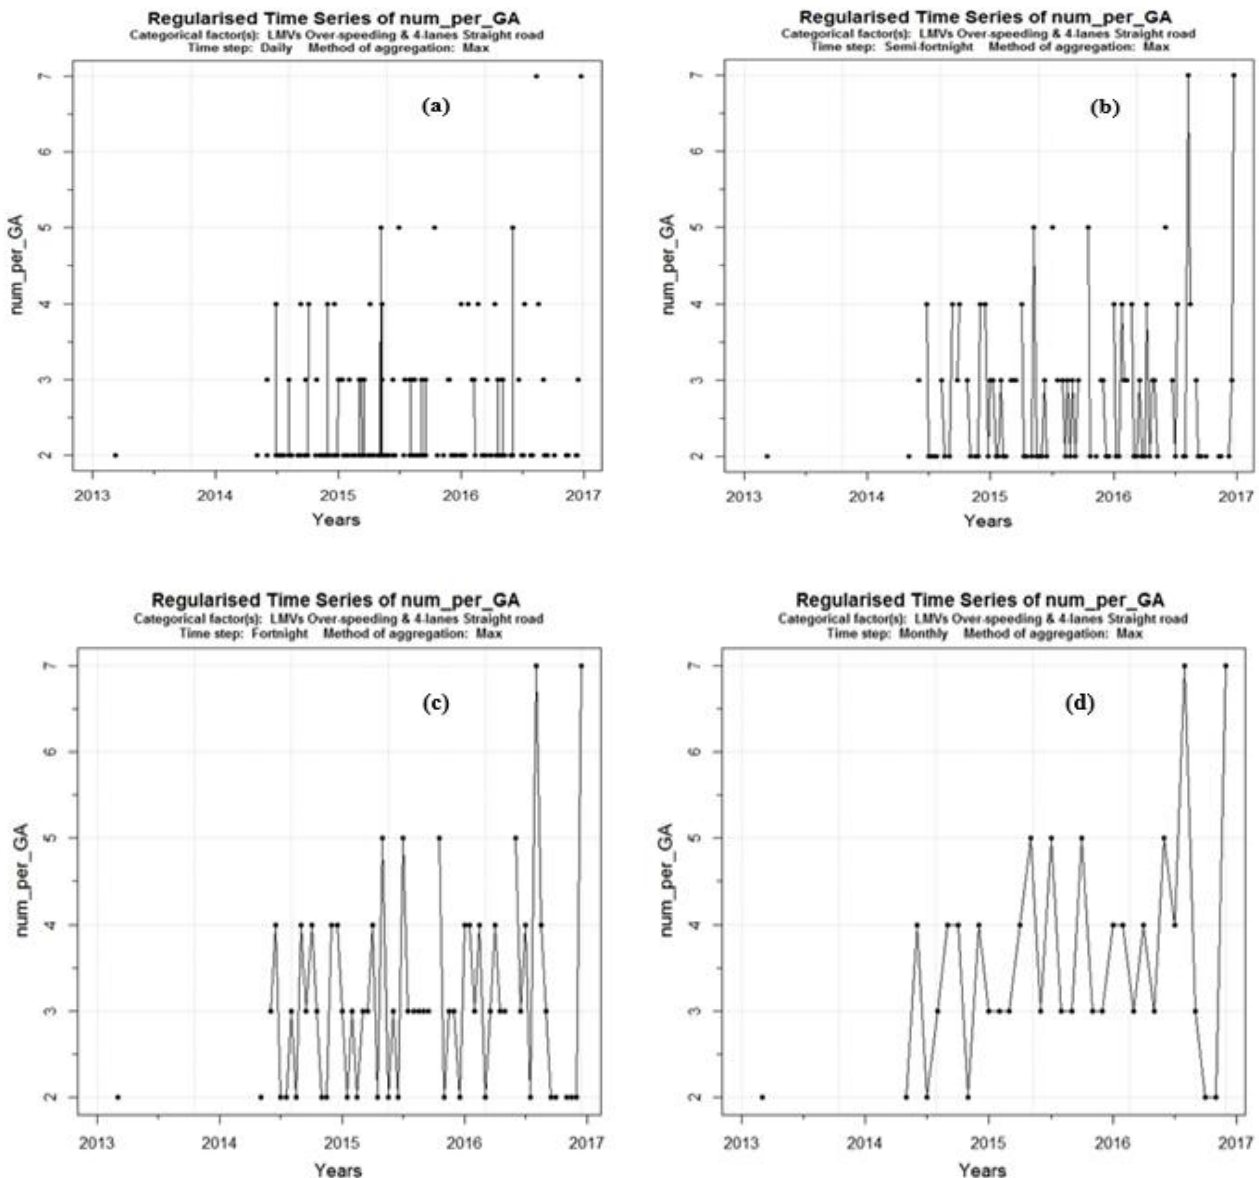 Regularised Time Series of num_per_GA
Categorical factor(s): LMVs Over-speeding & 4-lanes Straight road
Time step: Daily Method of aggregation: Max
(a)
num_per_GA
7
6
5
4
3
2
2013 2014 2015 2016 2017
Years
Regularised Time Series of num_per_GA
Categorical factor(s): LMVs Over-speeding & 4-lanes Straight road
Time step: Semi-fortnight Method of aggregation: Max
(b)
num_per_GA
7
6
5
4
3
2
2013 2014 2015 2016 2017
Years
Regularised Time Series of num_per_GA
Categorical factor(s): LMVs Over-speeding & 4-lanes Straight road
Time step: Fortnight Method of aggregation: Max
(c)
num_per_GA
7
6
5
4
3
2
2013 2014 2015 2016 2017
Years
Regularised Time Series of num_per_GA
Categorical factor(s): LMVs Over-speeding & 4-lanes Straight road
Time step: Monthly Method of aggregation: Max
(d)
num_per_GA
7
6
5
4
3
2
2013 2014 2015 2016 2017
Years